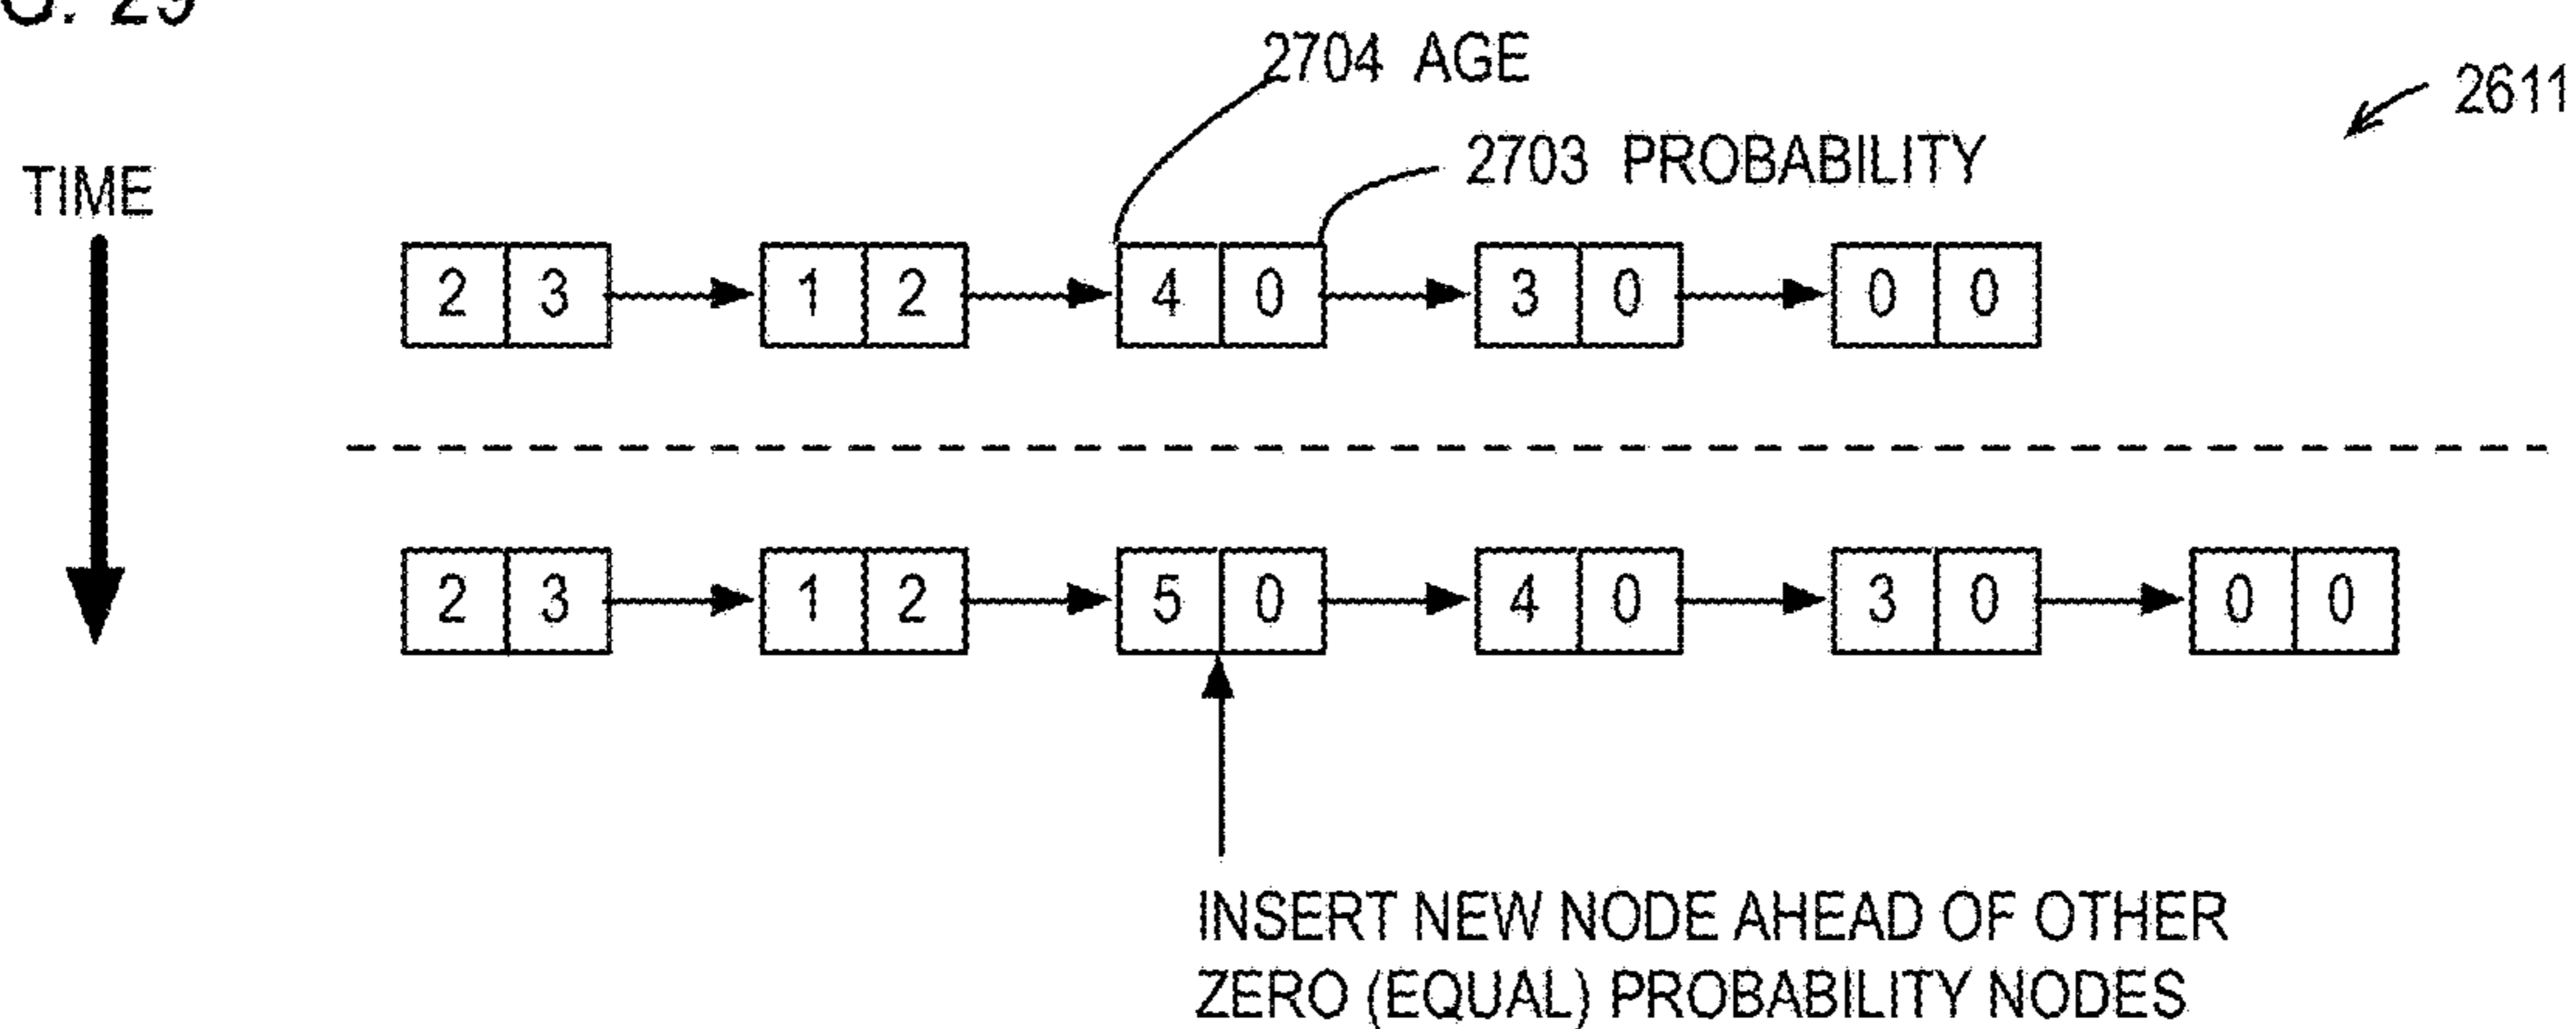 G. 29
2704 AGE
2611
2703 PROBABILITY
TIME
2 3 1 2 4 0 3 0 0 0
2 3 1 2 5 0 4 0 3 0 0 0
INSERT NEW NODE AHEAD OF OTHER
ZERO (EQUAL) PROBABILITY NODES